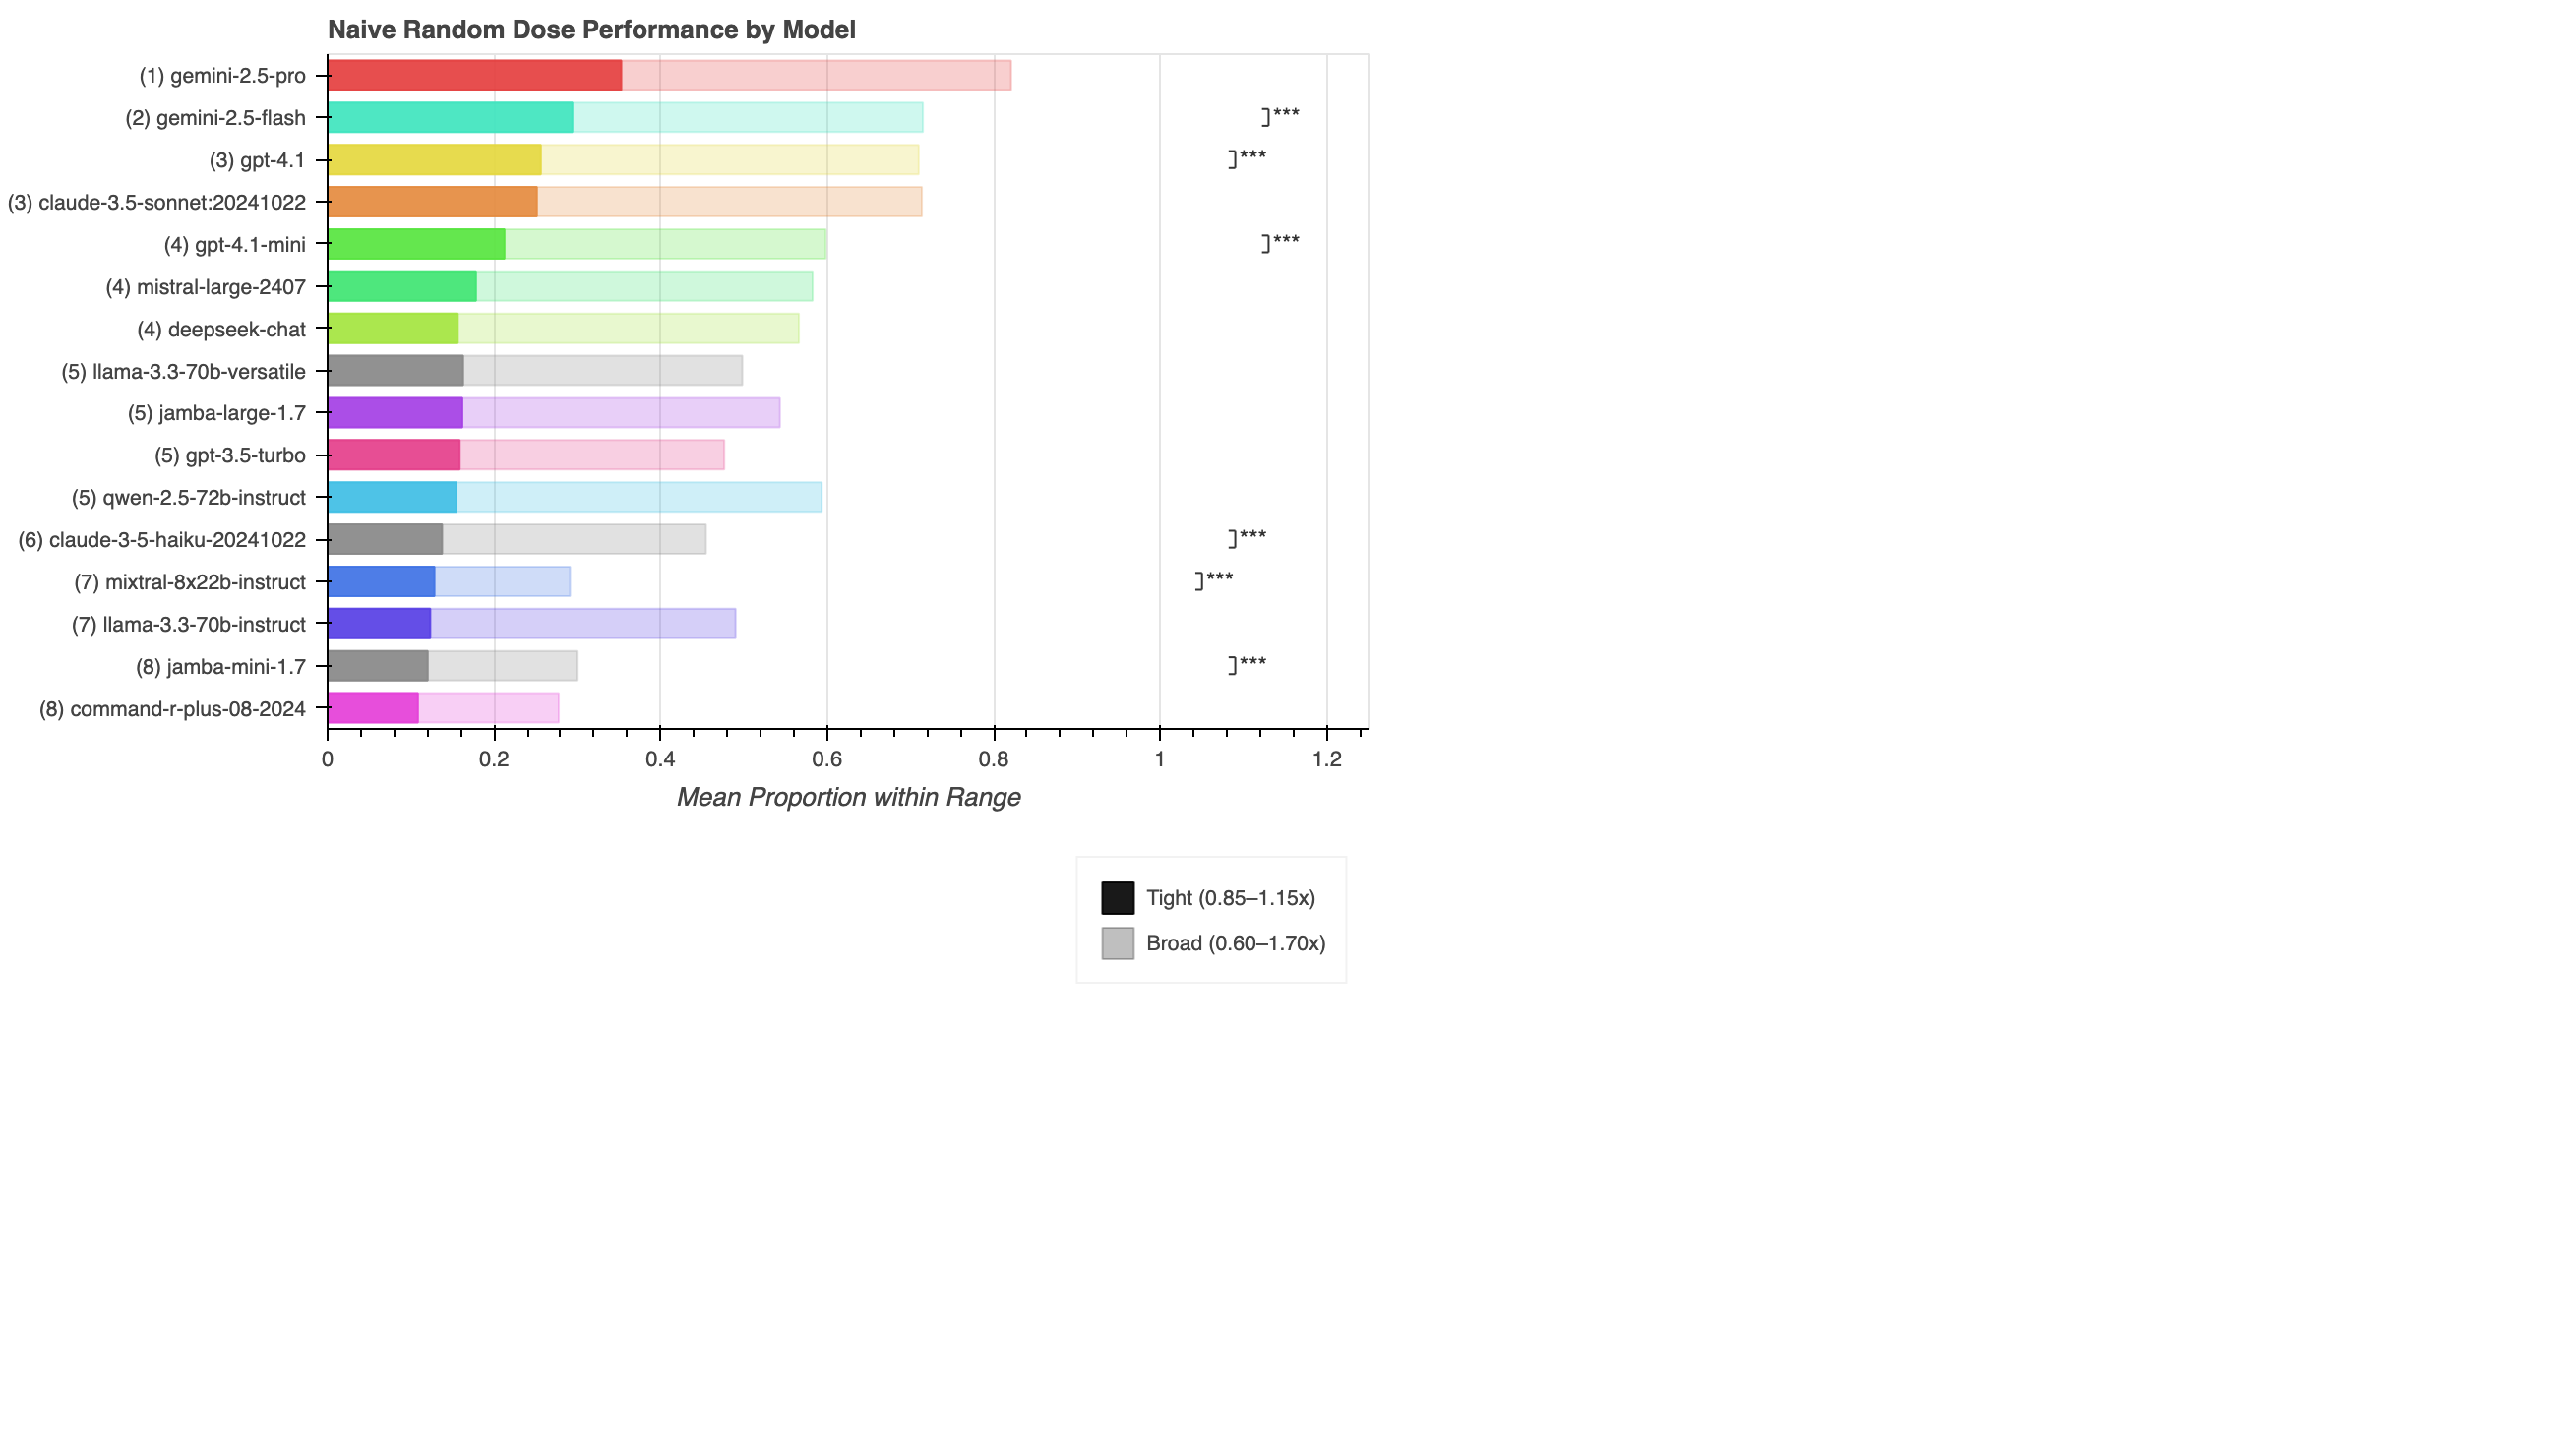 Naive Random Dose Performance by Model
(1) gemini-2.5-pro
(2) gemini-2.5-flash
***
(3) gpt-4.1
***
(3) claude-3.5-sonnet:20241022
(4) gpt-4.1-mini
***
(4) mistral-large-2407
(4) deepseek-chat
(5) llama-3.3-70b-versatile
(5) jamba-large-1.7
(5) gpt-3.5-turbo
(5) qwen-2.5-72b-instruct
(6) claude-3-5-haiku-20241022
***
(7) mixtral-8x22b-instruct
***
(7) llama-3.3-70b-instruct
(8) jamba-mini-1.7
***
(8) command-r-plus-08-2024
0 0.2 0.4 0.6 0.8 1 1.2
Mean Proportion within Range
Tight (0.85–1.15x)
Broad (0.60–1.70x)